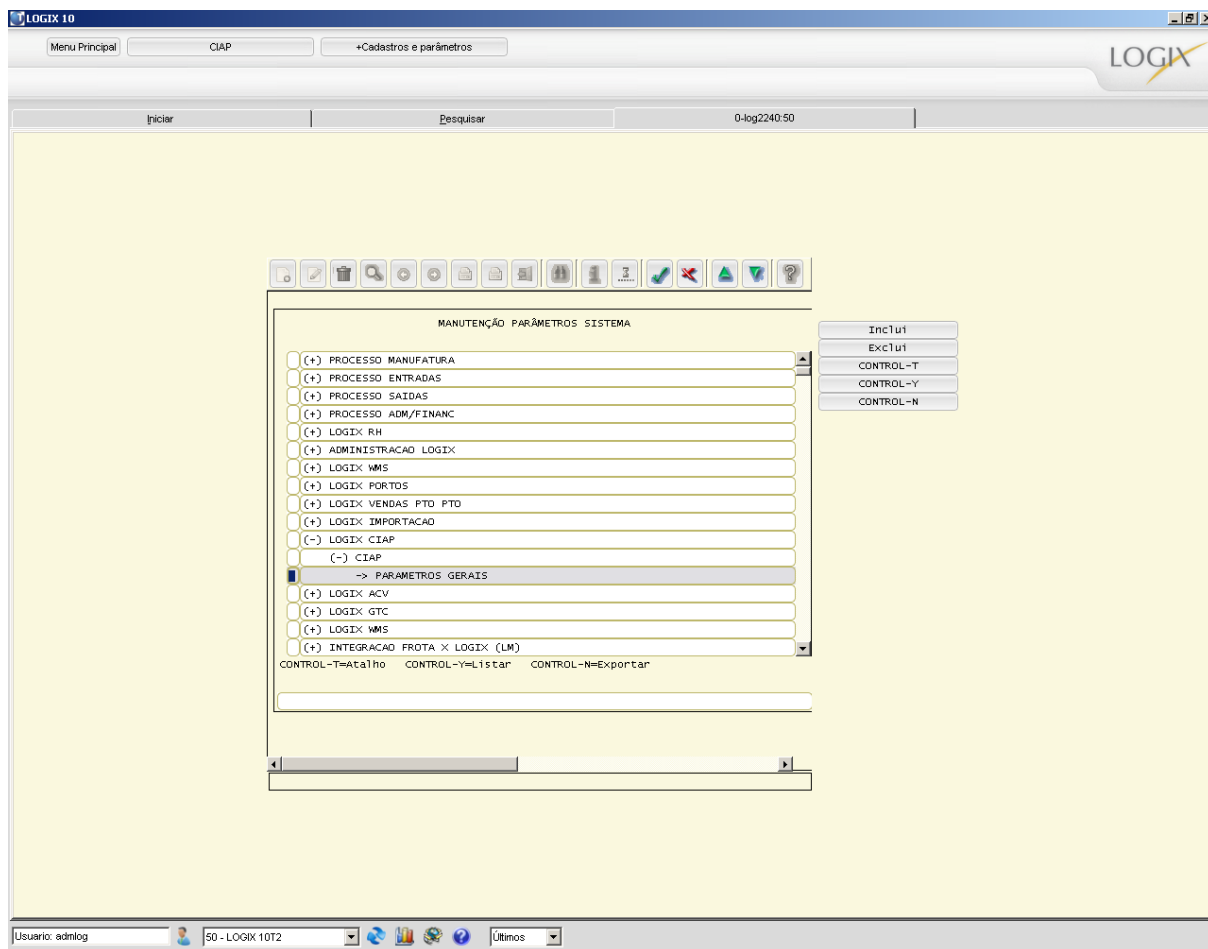 LOGIX 10
Menu Principal CIAP +Cadastros e parâmetros
LOGIX
Iniciar Pesquisar 0-log2240:50
MANUTENÇÃO PARÂMETROS SISTEMA
(+) PROCESSO MANUFATURA
(+) PROCESSO ENTRADAS
(+) PROCESSO SAIDAS
(+) PROCESSO ADM/FINANC
(+) LOGIX RH
(+) ADMINISTRACAO LOGIX
(+) LOGIX WMS
(+) LOGIX PORTOS
(+) LOGIX VENDAS PTO PTO
(+) LOGIX IMPORTACAO
(-) LOGIX CIAP
(-) CIAP
-> PARAMETROS GERAIS
(+) LOGIX ACV
(+) LOGIX GTC
(+) LOGIX WMS
(+) INTEGRACAO FROTA X LOGIX (LM)
CONTROL-T=Atalho CONTROL-Y=Listar CONTROL-N=Exportar
Inclui
Exclui
CONTROL-T
CONTROL-Y
CONTROL-N
Usuario: admlog 50 - LOGIX 10T2 Últimos